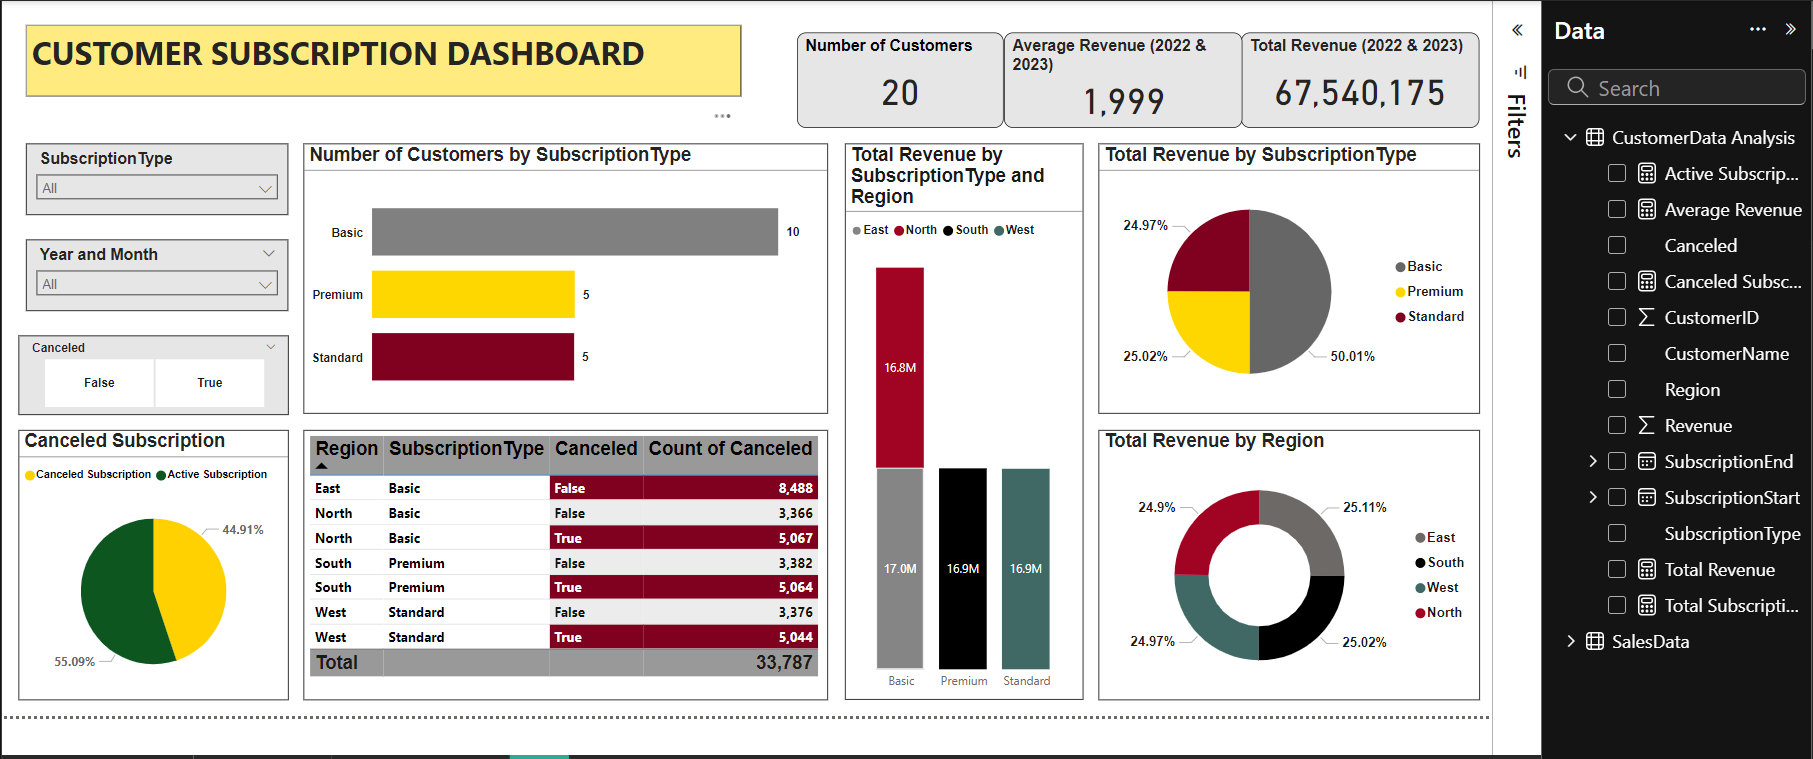 CUSTOMER SUBSCRIPTION DASHBOARD
Number of Customers
20
Average Revenue (2022 &
2023)
1,999
Total Revenue (2022 & 2023)
67,540,175
SubscriptionType
All
Year and Month
All
Canceled
False True
Number of Customers by SubscriptionType
Basic 10
Premium 5
Standard 5
Total Revenue by
SubscriptionType and
Region
East North South West
16.8M
17.0M 16.9M 16.9M
Basic Premium Standard
Total Revenue by SubscriptionType
24.97%
25.02%
50.01%
Basic
Premium
Standard
Canceled Subscription
Canceled Subscription Active Subscription
44.91%
55.09%
Region SubscriptionType Canceled Count of Canceled
East Basic False 8,488
North Basic False 3,366
North Basic True 5,067
South Premium False 3,382
South Premium True 5,064
West Standard False 3,376
West Standard True 5,044
Total 33,787
Total Revenue by Region
24.9% 25.11%
24.97% 25.02%
East
South
West
North
Filters
Data
Search
CustomerData Analysis
Active Subscrip...
Average Revenue
Canceled
Canceled Subsc...
CustomerID
CustomerName
Region
Revenue
SubscriptionEnd
SubscriptionStart
SubscriptionType
Total Revenue
Total Subscripti...
SalesData